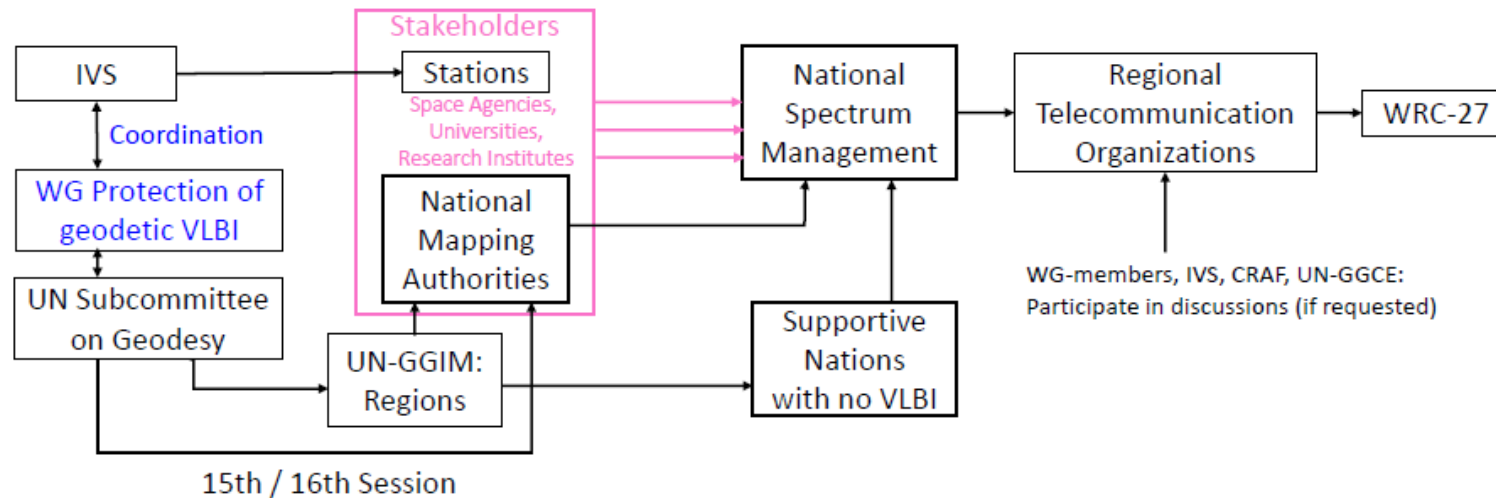 Stakeholders
IVS
Stations
Space Agencies,
Universities,
Research Institutes
National
Spectrum
Management
Regional
Telecommunication
Organizations
WRC-27
Coordination
WG Protection of
geodetic VLBI
National
Mapping
Authorities
UN Subcommittee
on Geodesy
UN-GGIM:
Regions
Supportive
Nations
with no VLBI
WG-members, IVS, CRAF, UN-GGCE:
Participate in discussions (if requested)
15th / 16th Session